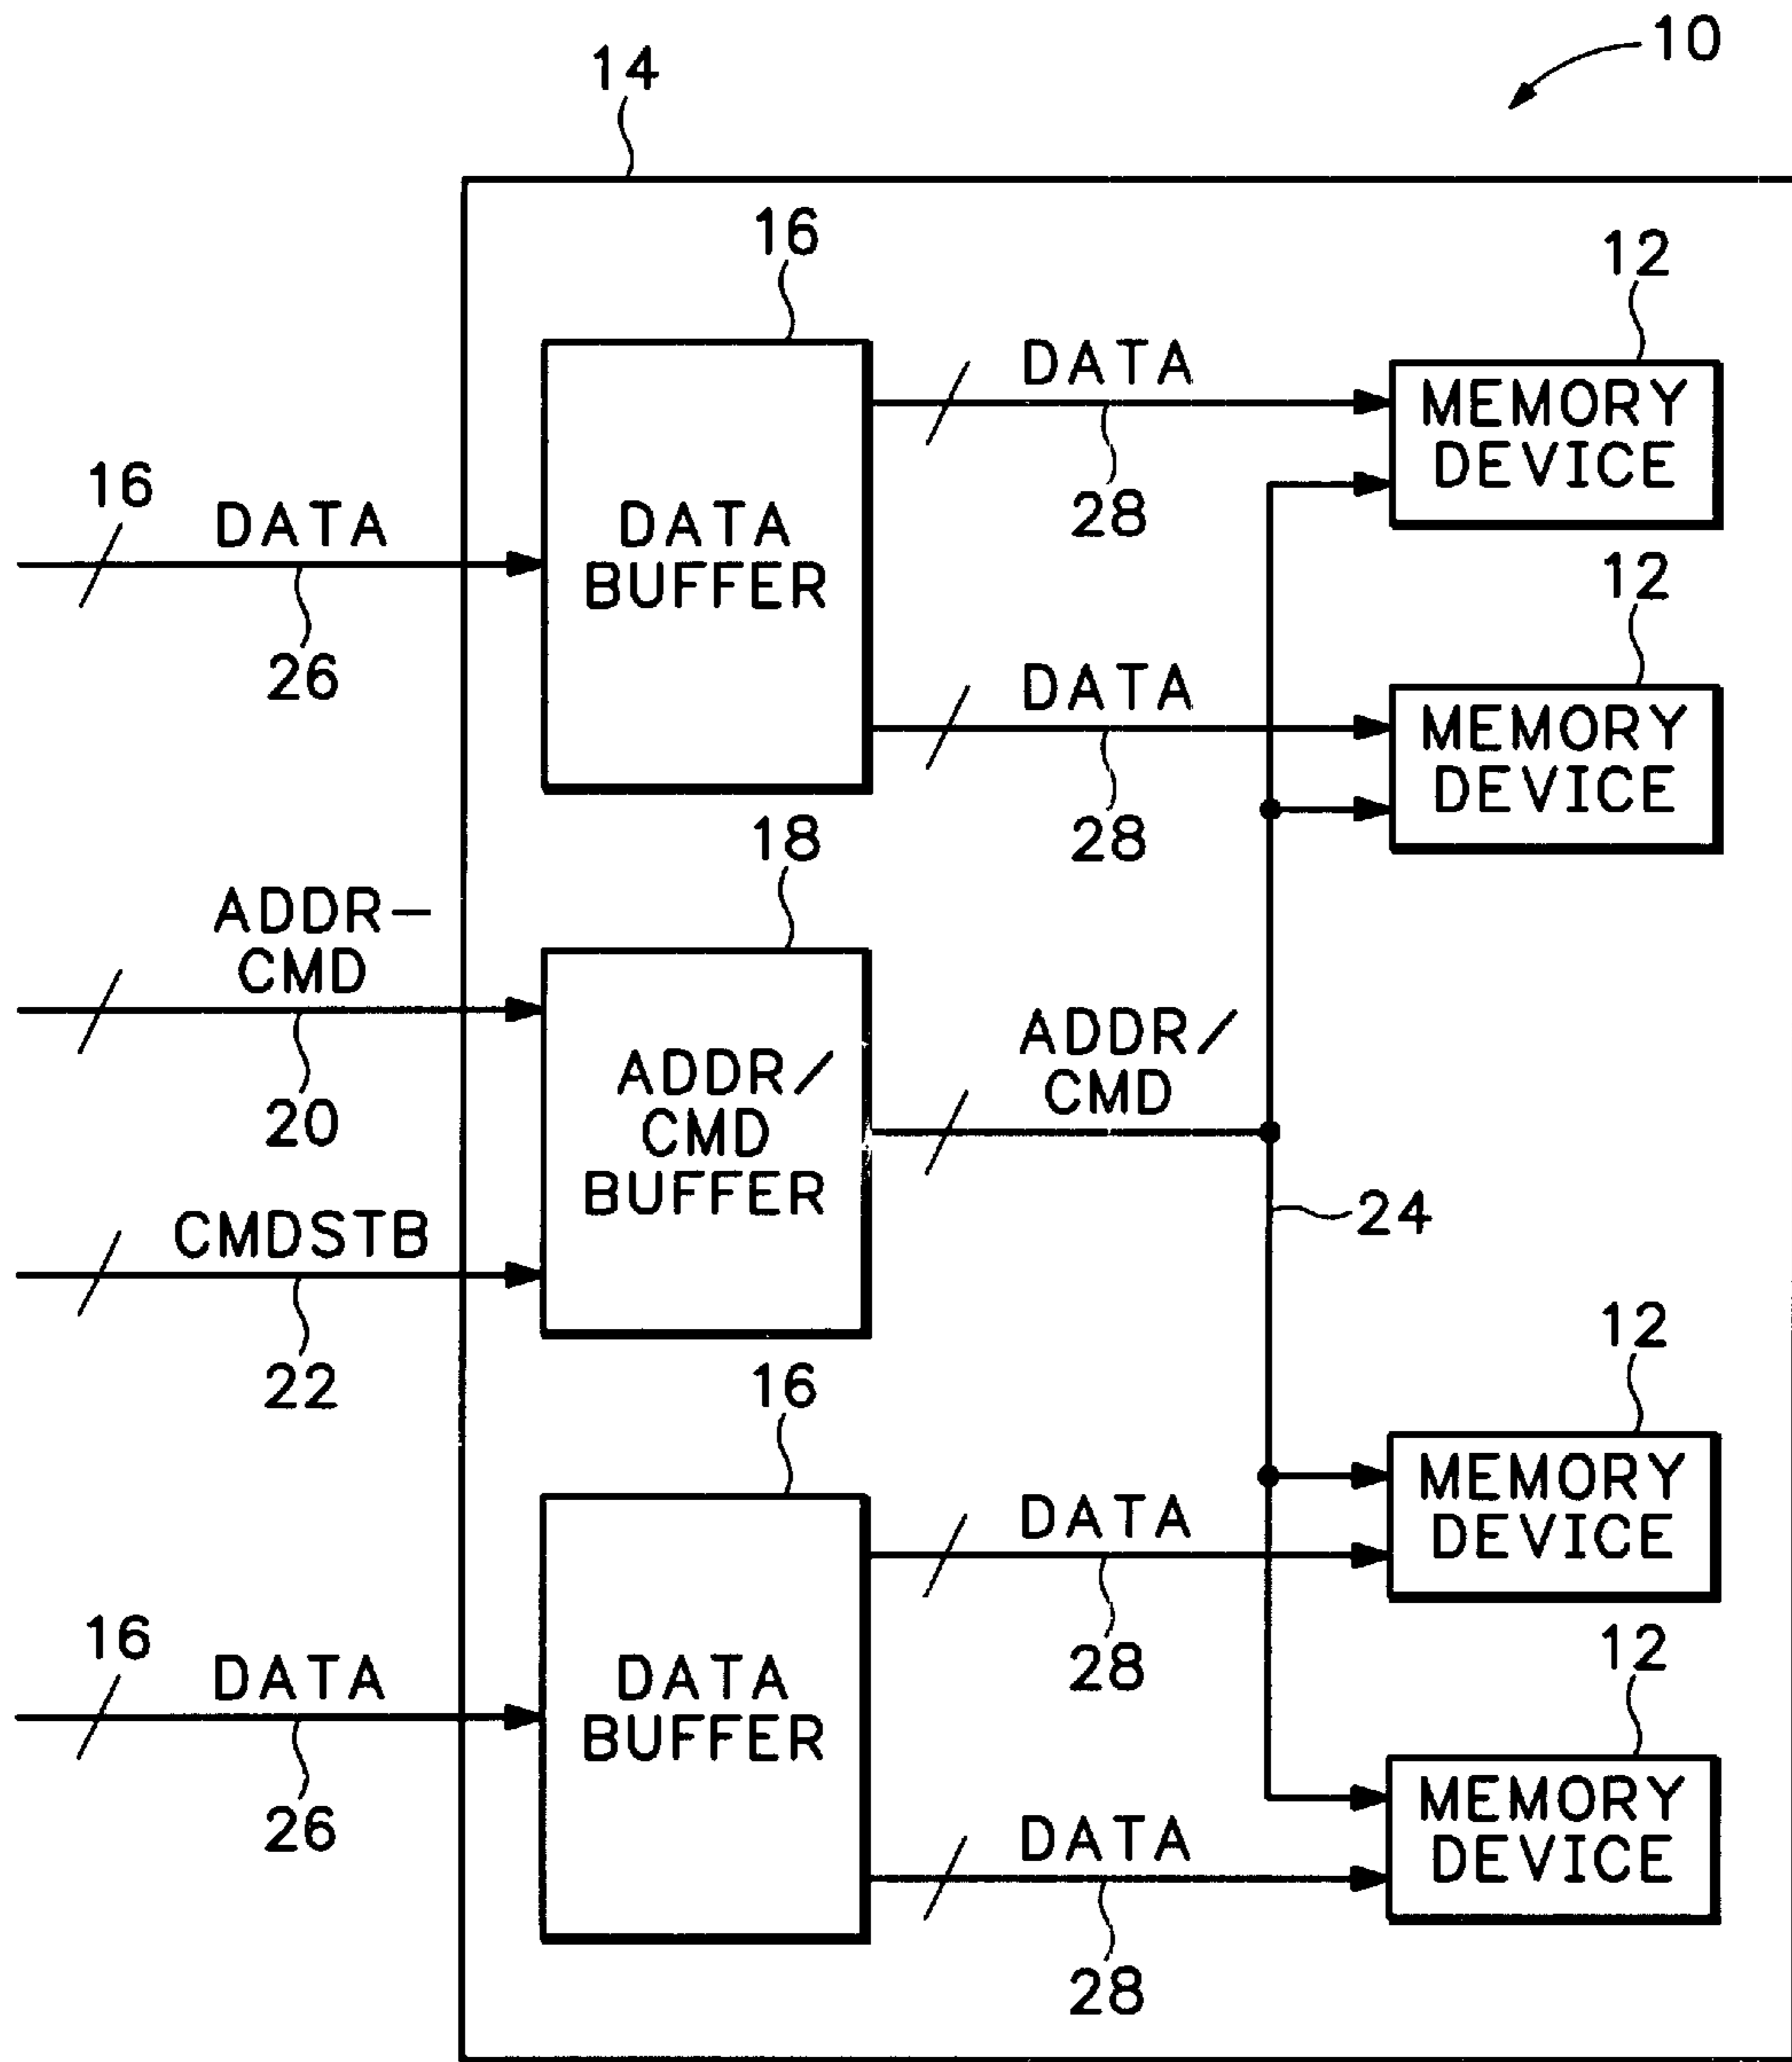 10
14
16
12
DATA
MEMORY
DEVICE
16
DATA
DATA
BUFFER
28
26
12
DATA
MEMORY
DEVICE
28
18
ADDR-
CMD
20
ADDR/
CMD
BUFFER
ADDR/
CMD
CMDSTB
22
24
16
12
MEMORY
DEVICE
DATA
28
16
DATA
26
DATA
BUFFER
12
MEMORY
DEVICE
DATA
28